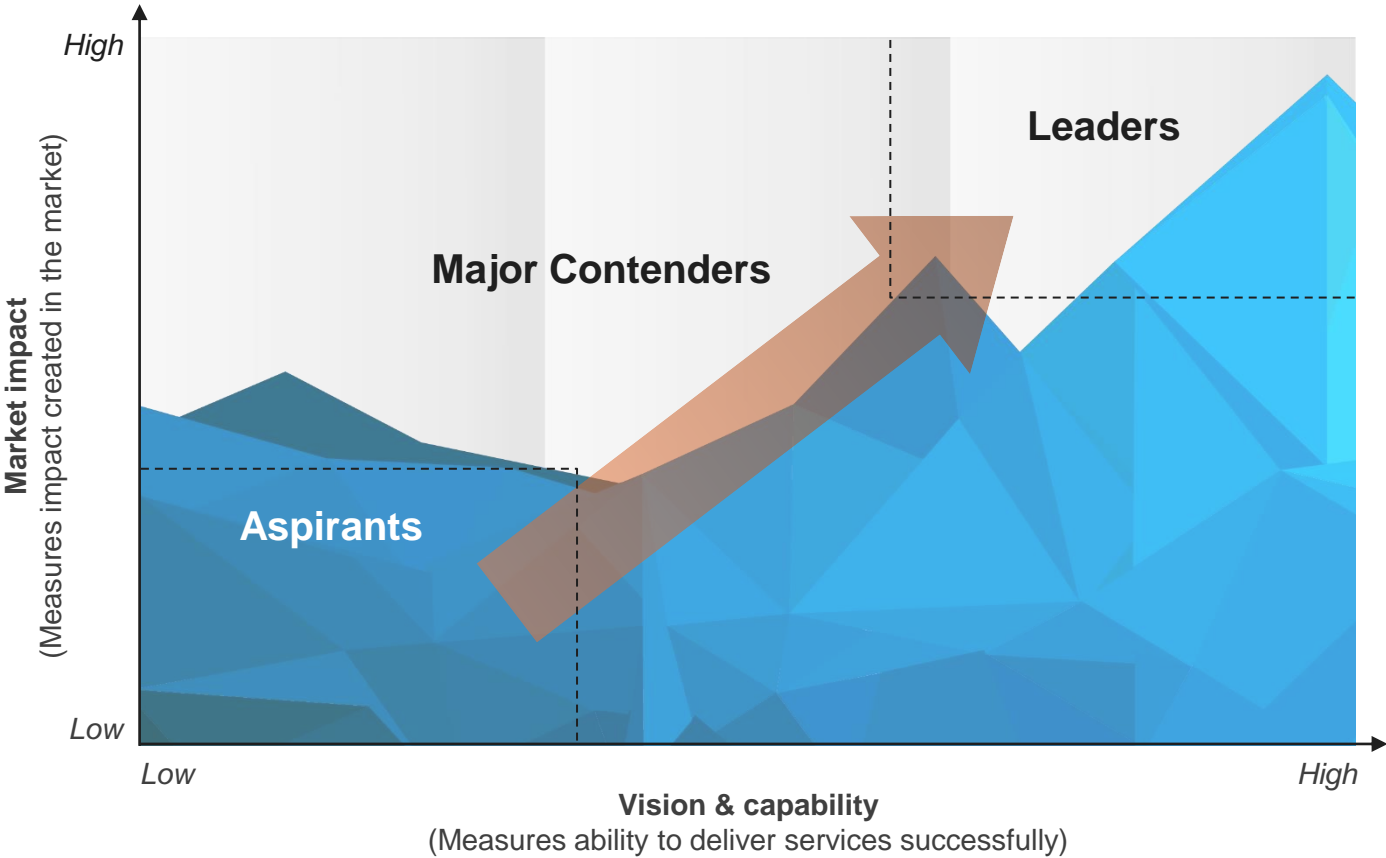 High
Leaders
Major Contenders
Market impact
(Measures impact created in the market)
Aspirants
Low
Low
High
Vision & capability
(Measures ability to deliver services successfully)